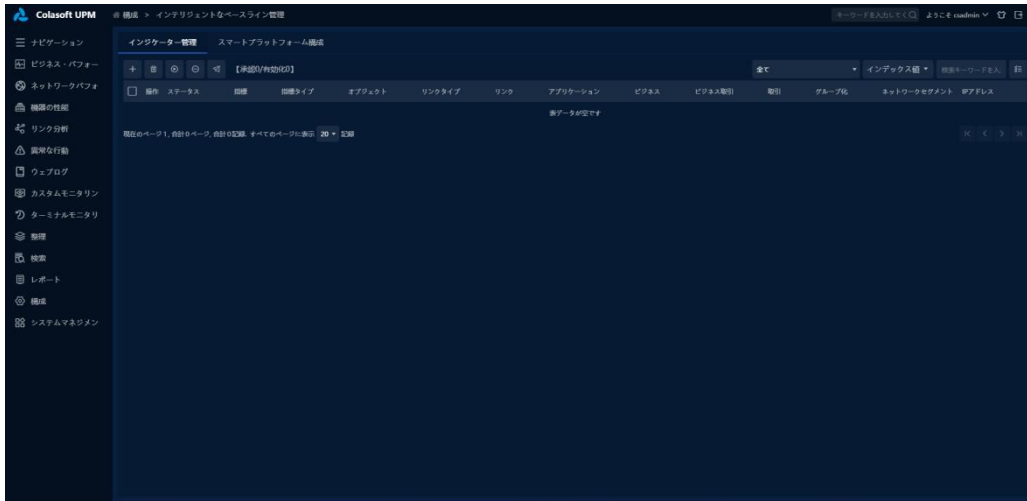 Colasoft UPM
構成 > インテリジェントなベースライン管理
キーワードを入力してく
ようこそ csadmin
ナビゲーション
ビジネス・パフォー
ネットワークパフォ
機器の性能
リンク分析
異常な行動
ウェブログ
カスタムモニタリン
ターミナルモニタリ
整理
検索
レポート
構成
システムマネジメン
インジケーター管理 スマートプラットフォーム構成
【承認0/有効化0】 全て インデックス値 検索キーワードを入
操作 ステータス 指標 指標タイプ オブジェクト リンクタイプ リンク アプリケーション ビジネス ビジネス取引 取引 グループ化 ネットワークセグメント IPアドレス
表データが空です
現在のページ 1, 合計 0 ページ, 合計 0 記録. すべてのページに表示 20 記録